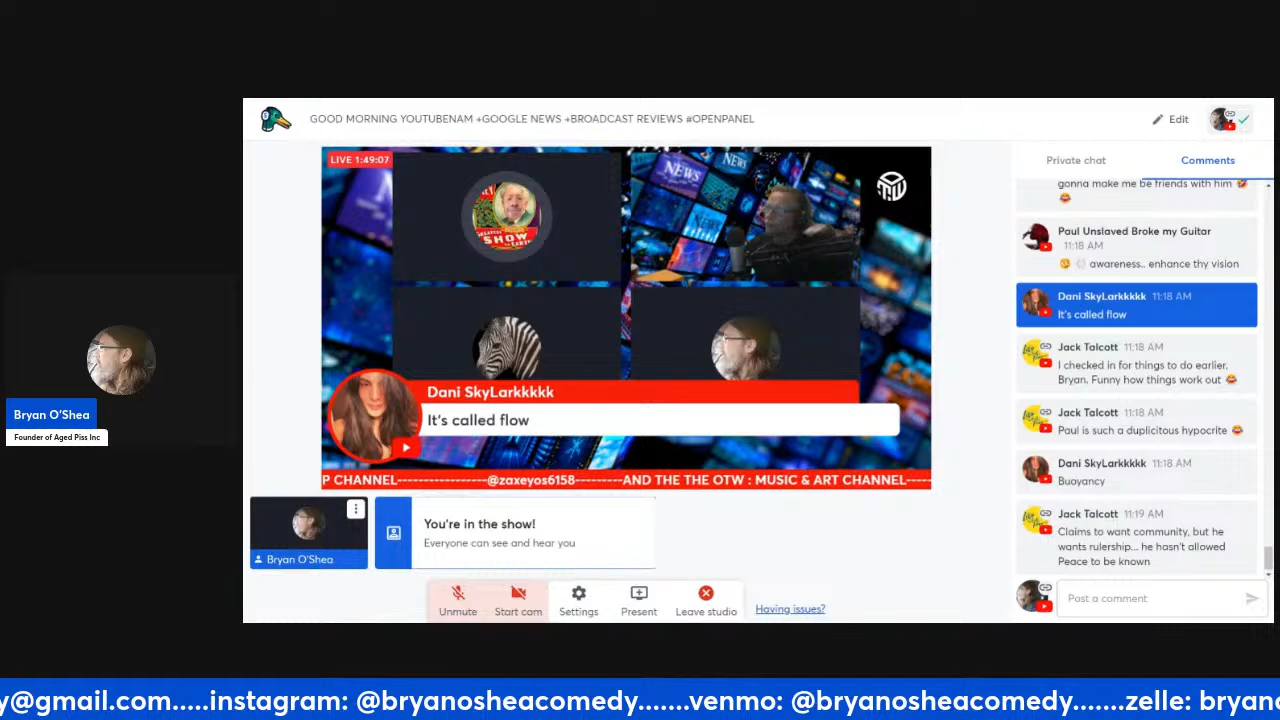 GOOD MORNING YOUTUBENAM +GOOGLE NEWS +BROADCAST REVIEWS #OPENPANEL
Edit
LIVE 1:49:07
NEWS
NEWS
NEWS
GREATEST
SHOW
Dani SkyLarkkkkk
It's called flow
P CHANNEL-----------------@zaxeyos6158---------AND THE THE OTW : MUSIC & ART CHANNEL-----
Bryan O'Shea
Founder of Aged Piss Inc
Bryan O'Shea
You're in the show!
Everyone can see and hear you
Unmute
Start cam
Settings
Present
Leave studio
Having issues?
Private chat
Comments
gonna make me be friends with him 🤣
😂
Paul Unslaved Broke my Guitar
11:18 AM
awareness.. enhance thy vision
Dani SkyLarkkkkk 11:18 AM
It's called flow
Jack Talcott 11:18 AM
I checked in for things to do earlier.
Bryan. Funny how things work out 😂
Jack Talcott 11:18 AM
Paul is such a duplicitous hypocrite 😂
Dani SkyLarkkkkk 11:18 AM
Buoyancy
Jack Talcott 11:19 AM
Claims to want community, but he
wants rulership... he hasn't allowed
Peace to be known
Post a comment
y@gmail.com.....instagram: @bryanosheacomedy.......venmo: @bryanosheacomedy.......zelle: bryan